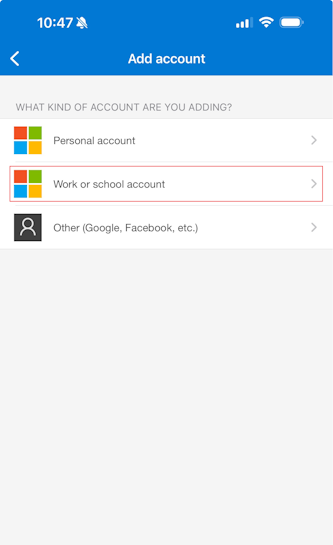 10:47
Add account
WHAT KIND OF ACCOUNT ARE YOU ADDING?
Personal account
Work or school account
Other (Google, Facebook, etc.)